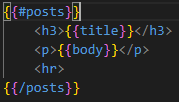 {{#posts}}
<h3>{{title}}</h3>
<p>{{body}}</p>
<hr>
{{/posts}}